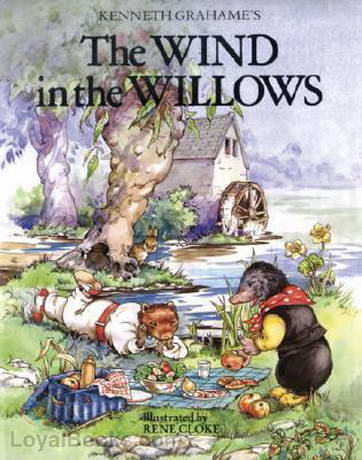 KENNETH GRAHAME'S
The WIND
in the WILLOWS
Illustrated by
RENE CLOKE
LoyalBooks.com